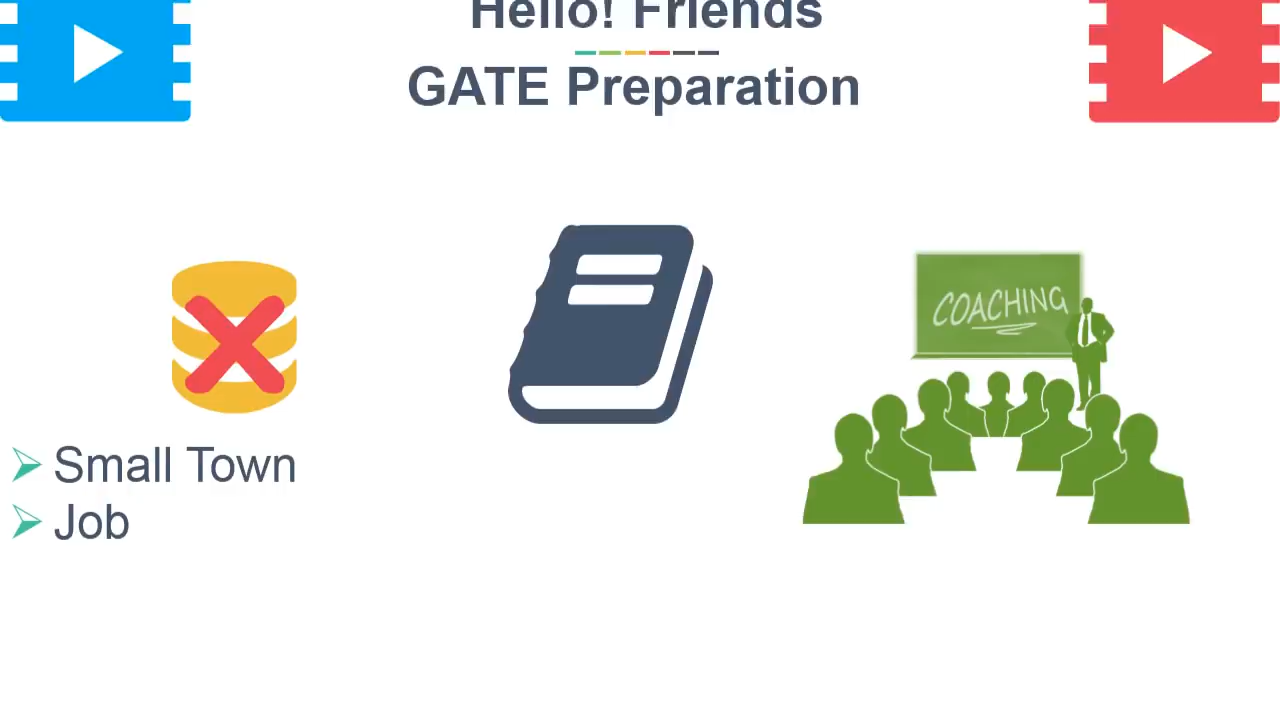 Hello! Friends
GATE Preparation
COACHING
Small Town
Job